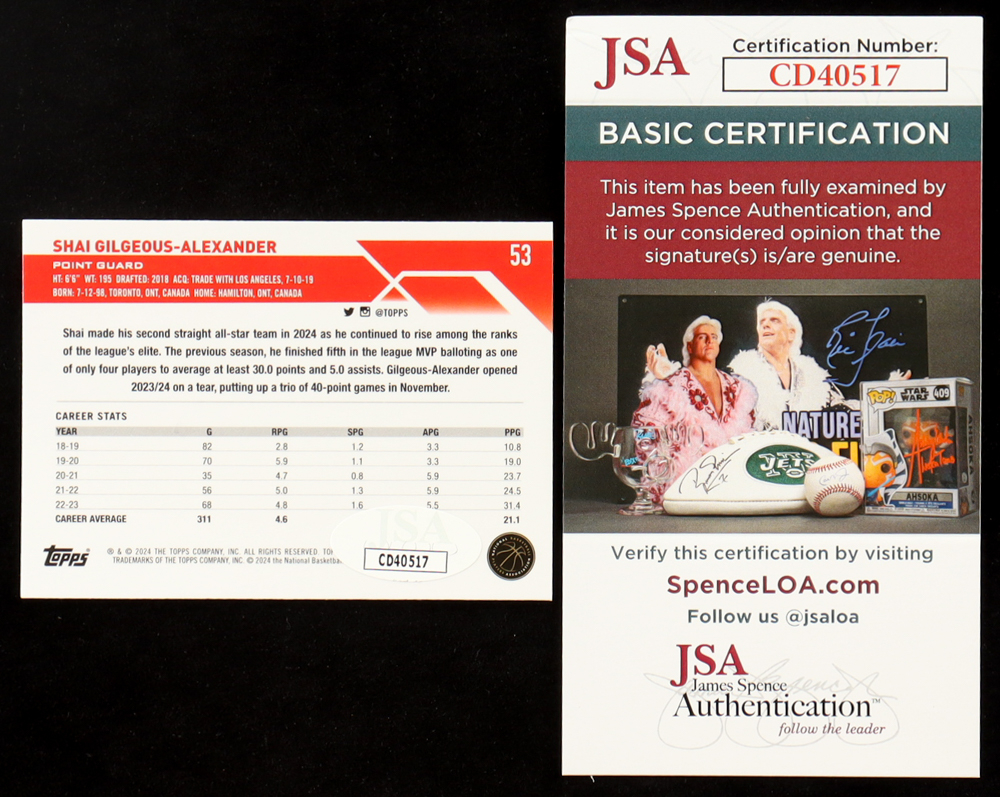 SHAI GILGEOUS-ALEXANDER
53
POINT GUARD
HT: 6'6" WT: 195 DRAFTED: 2018 ACQ: TRADE WITH LOS ANGELES, 7-10-19
BORN: 7-12-98, TORONTO, ONT, CANADA HOME: HAMILTON, ONT, CANADA
@TOPPS
Shai made his second straight all-star team in 2024 as he continued to rise among the ranks
of the league's elite. The previous season, he finished fifth in the league MVP balloting as one
of only four players to average at least 30.0 points and 5.0 assists. Gilgeous-Alexander opened
2023/24 on a tear, putting up a trio of 40-point games in November.
CAREER STATS
YEAR G RPG SPG APG PPG
18-19 82 2.8 1.2 3.3 10.8
19-20 70 5.9 1.1 3.3 19.0
20-21 35 4.7 0.8 5.9 23.7
21-22 56 5.0 1.3 5.9 24.5
22-23 68 4.8 1.6 5.5 31.4
CAREER AVERAGE 311 4.6 21.1
JSA
CD40517
Topps
® & © 2024 THE TOPPS COMPANY, INC. ALL RIGHTS RESERVED.
TRADEMARKS OF THE TOPPS COMPANY, INC. © 2024 the National
JSA
Certification Number:
CD40517
BASIC CERTIFICATION
This item has been fully examined by
James Spence Authentication, and
it is our considered opinion that the
signature(s) is/are genuine.
Ric Flair
NATURE
POP!
STAR WARS
409
JETS
AHSOKA
AHSOKA
Verify this certification by visiting
SpenceLOA.com
Follow us @jsaloa
JSA
James Spence
Authentication™
follow the leader